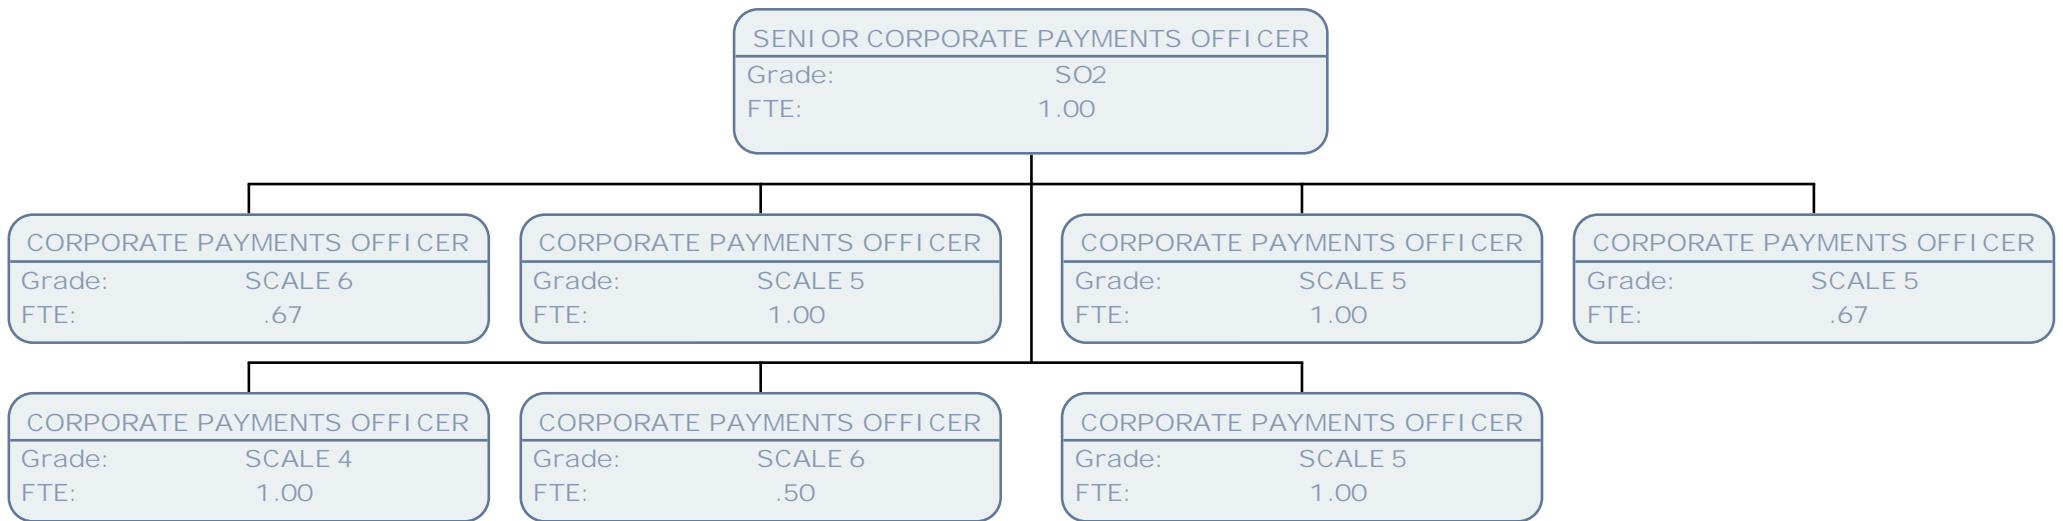 SENIOR CORPORATE PAYMENTS OFFICER
Grade: SO2
FTE: 1.00
CORPORATE PAYMENTS OFFICER
Grade: SCALE 6
FTE: .67
CORPORATE PAYMENTS OFFICER
Grade: SCALE 5
FTE: 1.00
CORPORATE PAYMENTS OFFICER
Grade: SCALE 5
FTE: 1.00
CORPORATE PAYMENTS OFFICER
Grade: SCALE 5
FTE: .67
CORPORATE PAYMENTS OFFICER
Grade: SCALE 4
FTE: 1.00
CORPORATE PAYMENTS OFFICER
Grade: SCALE 6
FTE: .50
CORPORATE PAYMENTS OFFICER
Grade: SCALE 5
FTE: 1.00